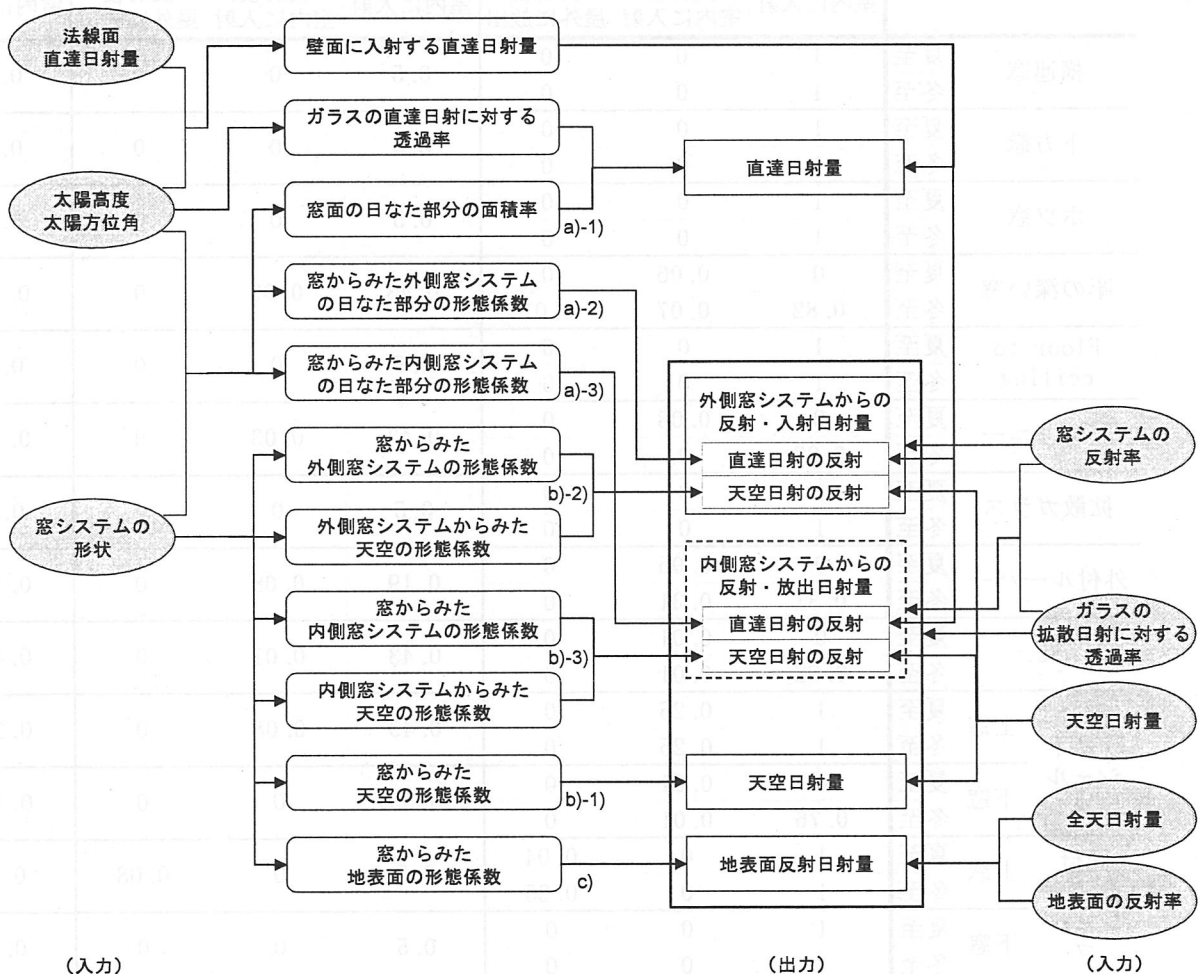 法線面
直達日射量
太陽高度
太陽方位角
窓システムの
形状
(入力)
壁面に入射する直達日射量
ガラスの直達日射に対する
透過率
窓面の日なた部分の面積率
a)-1)
窓からみた外側窓システム
の日なた部分の形態係数
a)-2)
窓からみた内側窓システム
の日なた部分の形態係数
a)-3)
窓からみた
外側窓システムの形態係数
b)-2)
外側窓システムからみた
天空の形態係数
窓からみた
内側窓システムの形態係数
b)-3)
内側窓システムからみた
天空の形態係数
窓からみた
天空の形態係数
b)-1)
窓からみた
地表面の形態係数
c)
直達日射量
外側窓システムからの
反射・入射日射量
直達日射の反射
天空日射の反射
内側窓システムからの
反射・放出日射量
直達日射の反射
天空日射の反射
天空日射量
地表面反射日射量
(出力)
窓システムの
反射率
ガラスの
拡散日射に対する
透過率
天空日射量
全天日射量
地表面の反射率
(入力)